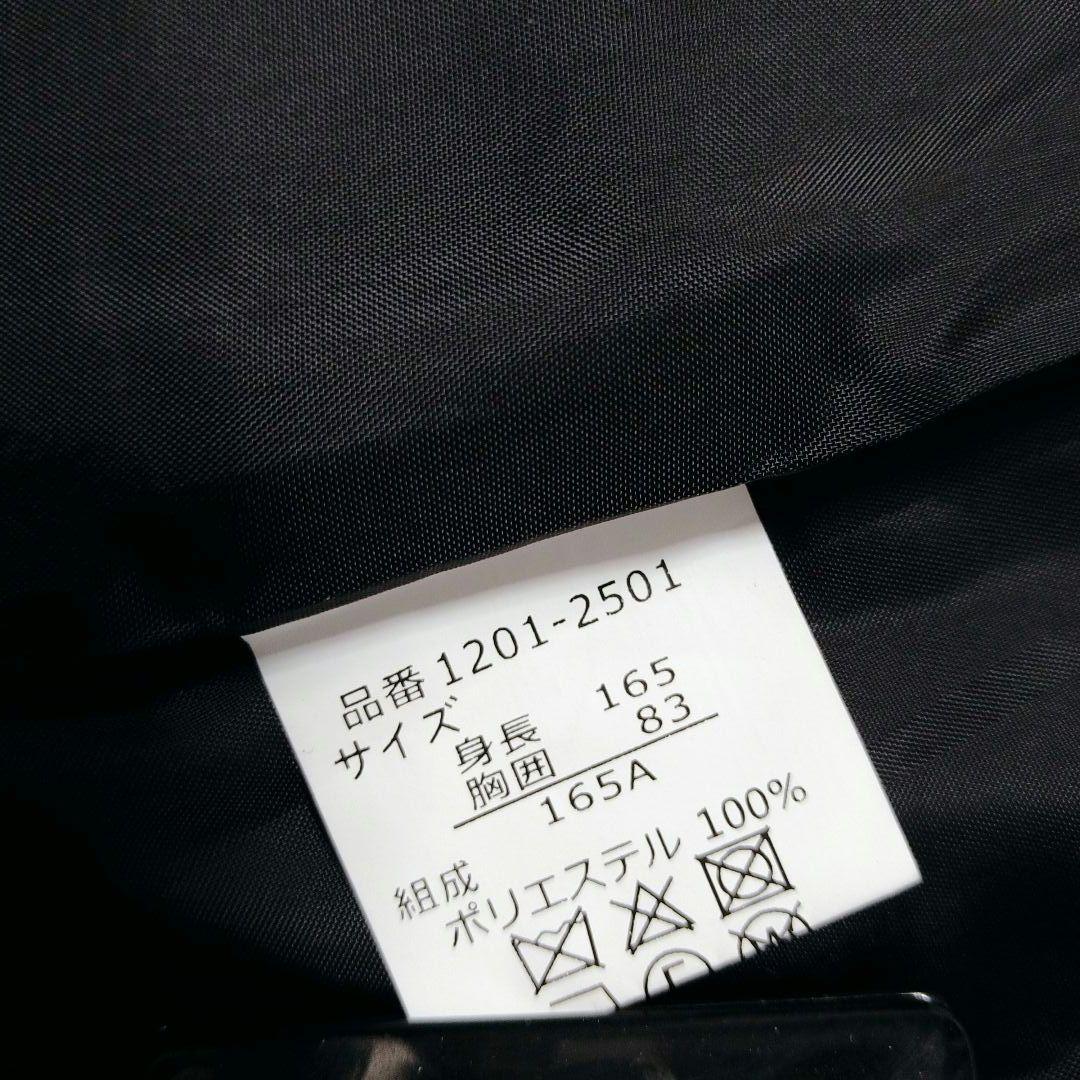 品番 1201-2501
サイズ
身長 165
胸囲 83
165A
組成
ポリエステル 100%